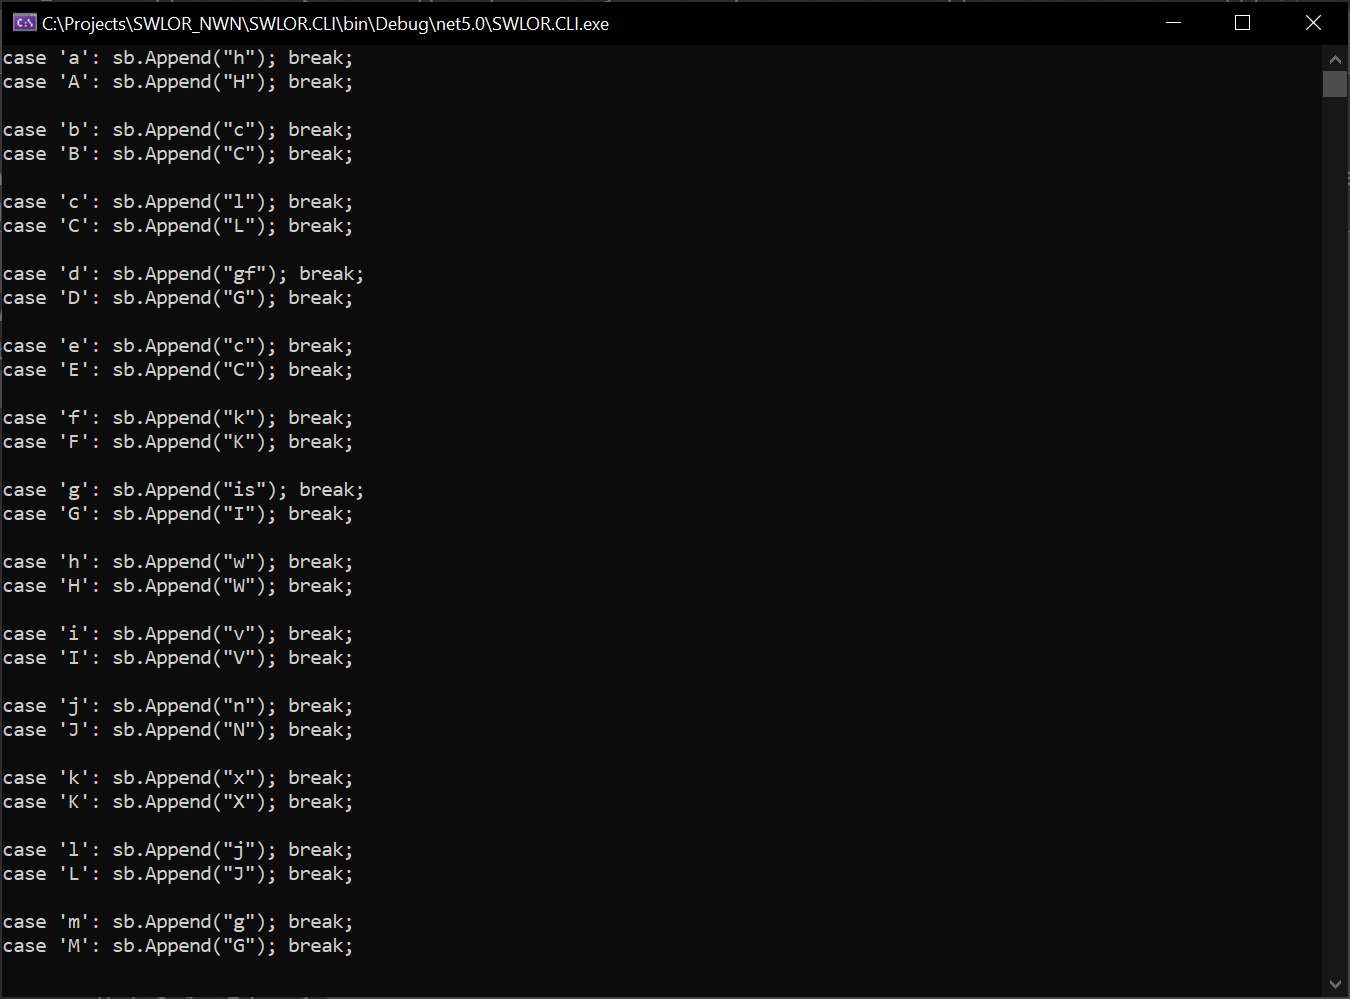 C:\Projects\SWLOR_NWN\SWLOR.CLI\bin\Debug\net5.0\SWLOR.CLI.exe
case 'a': sb.Append("h"); break;
case 'A': sb.Append("H"); break;
case 'b': sb.Append("c"); break;
case 'B': sb.Append("C"); break;
case 'c': sb.Append("l"); break;
case 'C': sb.Append("L"); break;
case 'd': sb.Append("gf"); break;
case 'D': sb.Append("G"); break;
case 'e': sb.Append("c"); break;
case 'E': sb.Append("C"); break;
case 'f': sb.Append("k"); break;
case 'F': sb.Append("K"); break;
case 'g': sb.Append("is"); break;
case 'G': sb.Append("I"); break;
case 'h': sb.Append("w"); break;
case 'H': sb.Append("W"); break;
case 'i': sb.Append("v"); break;
case 'I': sb.Append("V"); break;
case 'j': sb.Append("n"); break;
case 'J': sb.Append("N"); break;
case 'k': sb.Append("x"); break;
case 'K': sb.Append("X"); break;
case 'l': sb.Append("j"); break;
case 'L': sb.Append("J"); break;
case 'm': sb.Append("g"); break;
case 'M': sb.Append("G"); break;